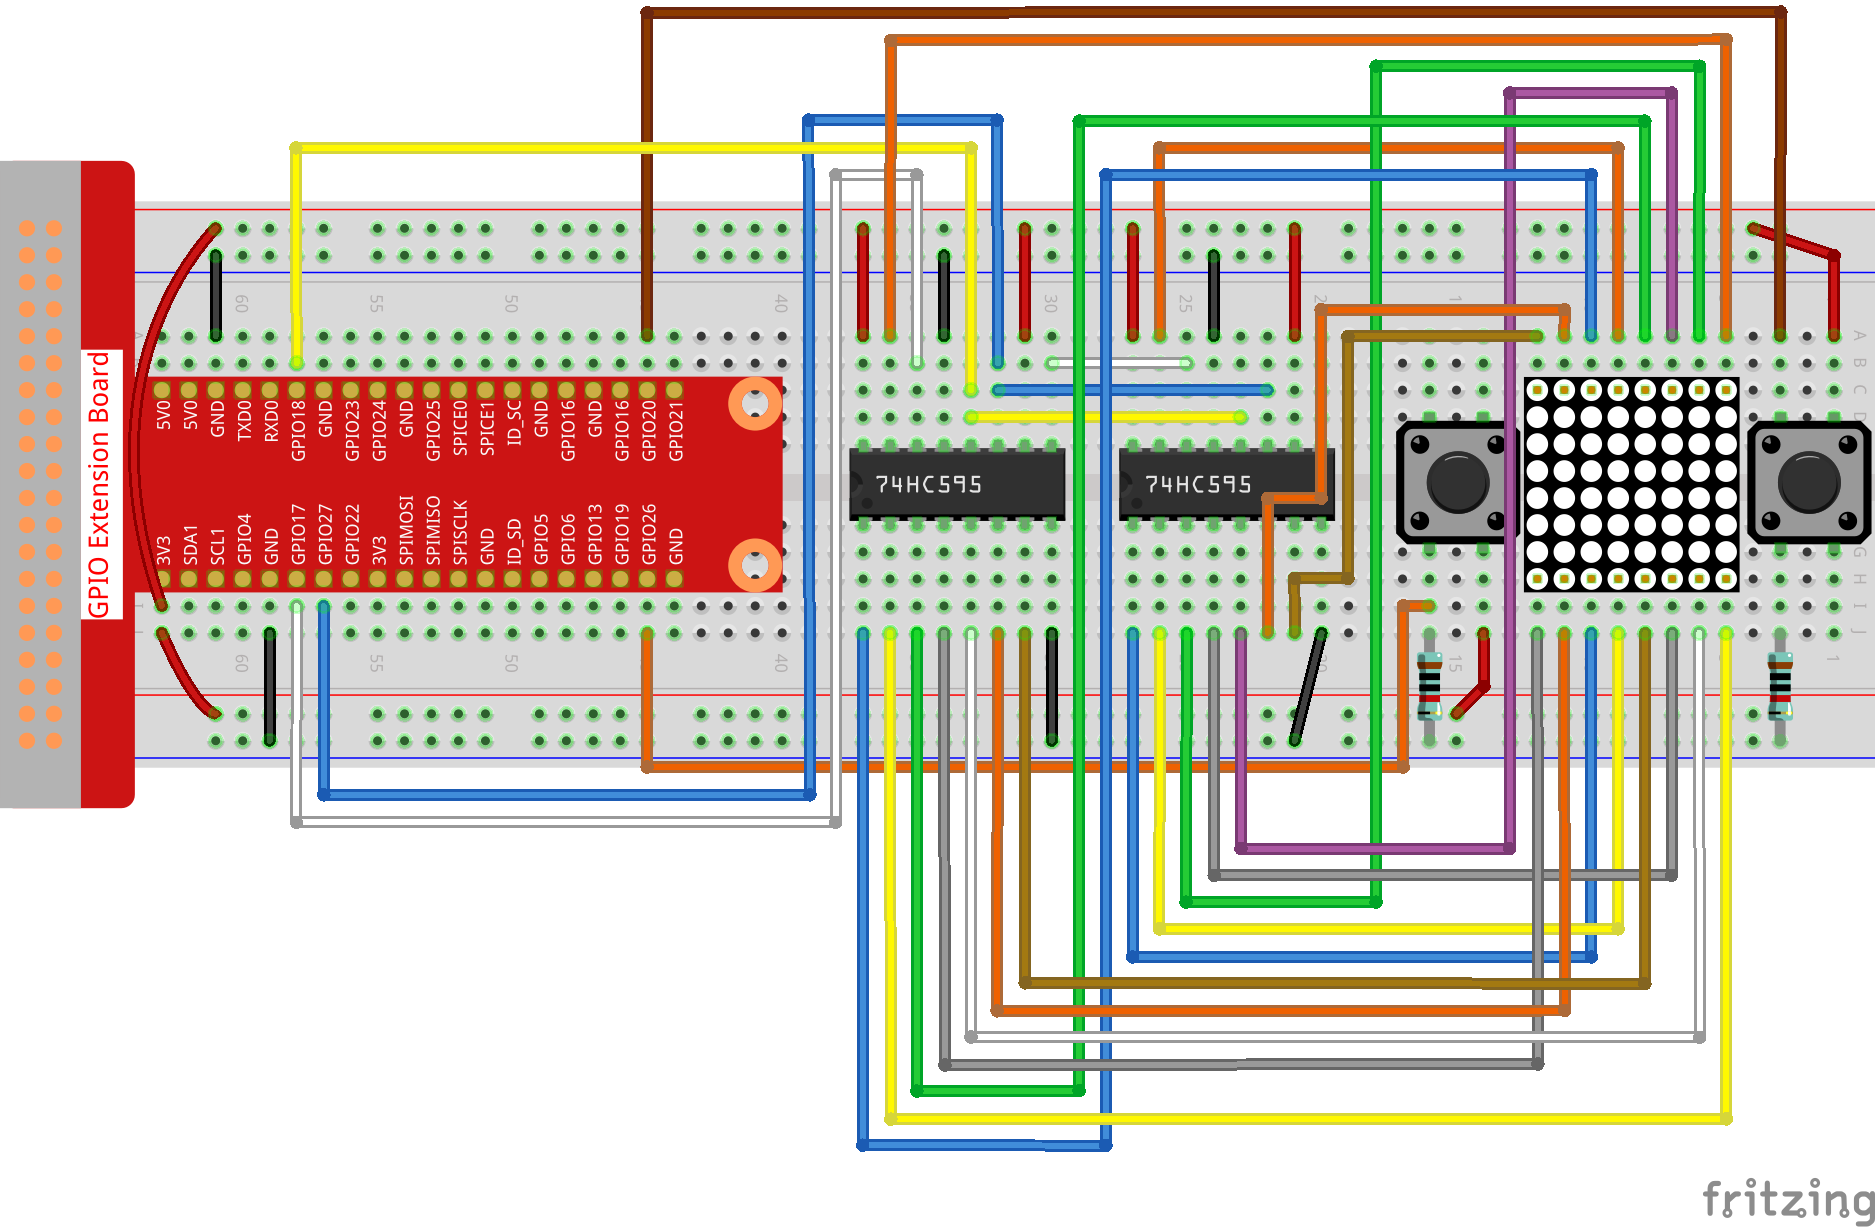 60 55 50 40 30 25 20 1
A
B
C
D
GPIO Extension Board
5V0 5V0 GND TXD0 RXD0 GPIO18 GND GPIO23 GPIO24 GND GPIO25 SPICE0 SPICE1 ID_SC GND GPIO16 GND GPIO16 GPIO20 GPIO21
74HC595 74HC595
3V3 SDA1 SCL1 GPIO4 GND GPIO17 GPIO27 GPIO22 3V3 SPIMOSI SPIMISO SPISCLK GND ID_SD GPIO5 GPIO6 GPIO13 GPIO19 GPIO26 GND
G
H
I
J
60 55 50 40 15 1
fritzing